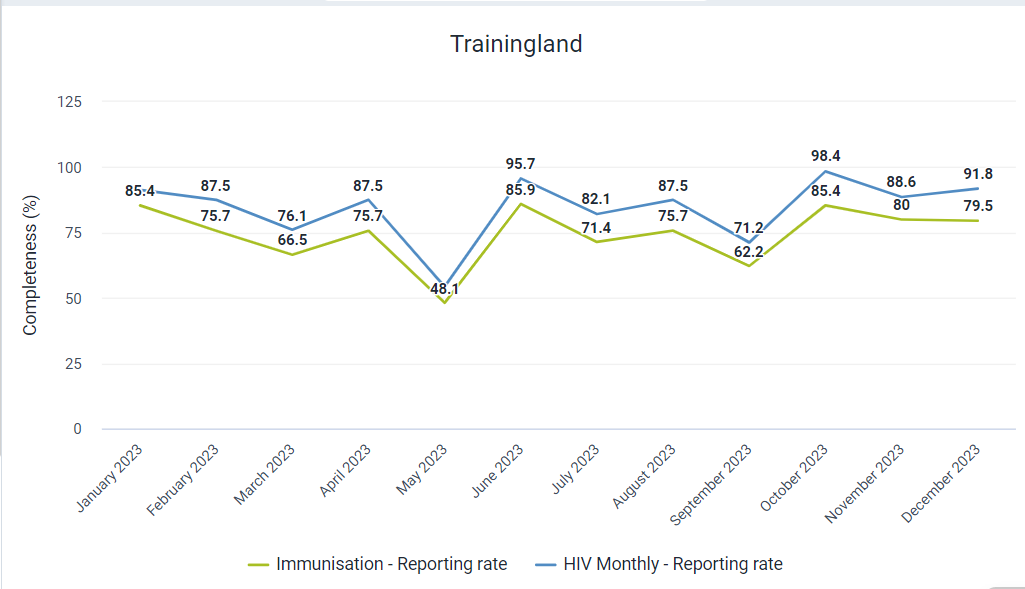 Trainingland
Completeness (%)
125
100
75
50
25
0
85.4
87.5
76.1
87.5
95.7
82.1
87.5
71.2
98.4
88.6
91.8
75.7
66.5
75.7
48.1
85.9
71.4
75.7
62.2
85.4
80
79.5
January 2023
February 2023
March 2023
April 2023
May 2023
June 2023
July 2023
August 2023
September 2023
October 2023
November 2023
December 2023
Immunisation - Reporting rate
HIV Monthly - Reporting rate